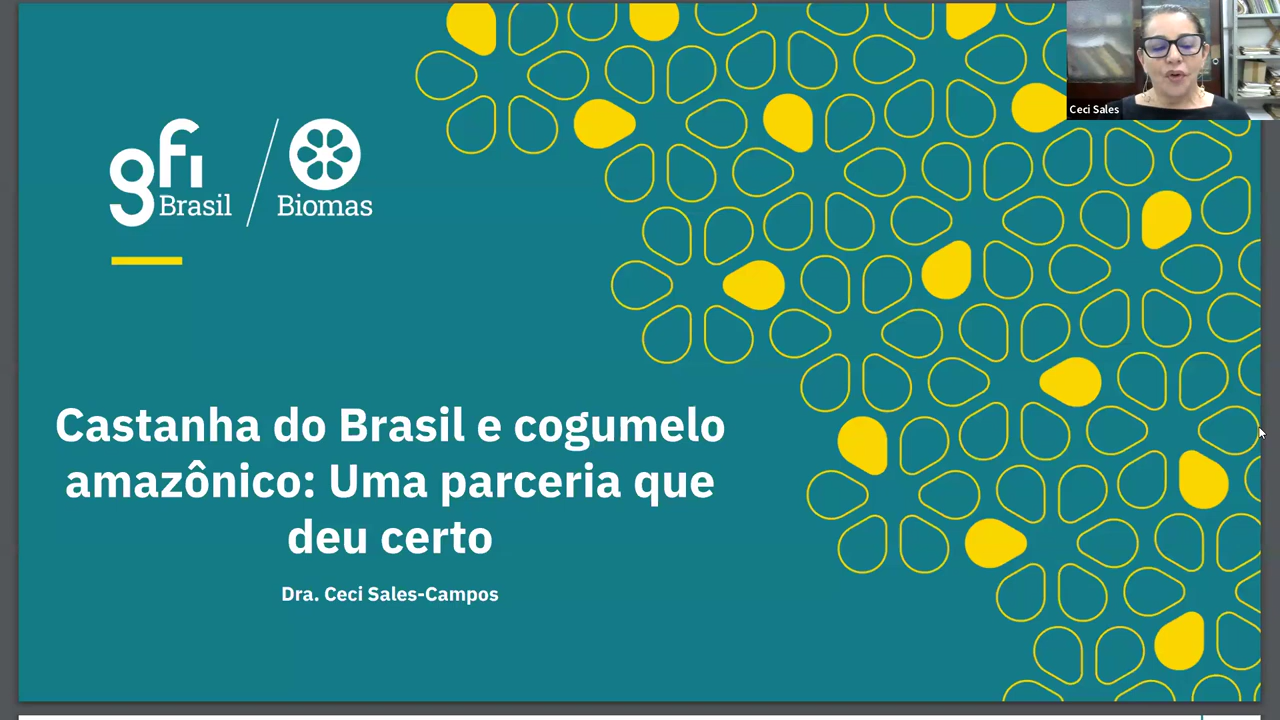 gfi
Brasil
Biomas
Ceci Sales
Castanha do Brasil e cogumelo
amazônico: Uma parceria que
deu certo
Dra. Ceci Sales-Campos